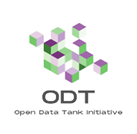 ODT
Open Data Tank Initiative